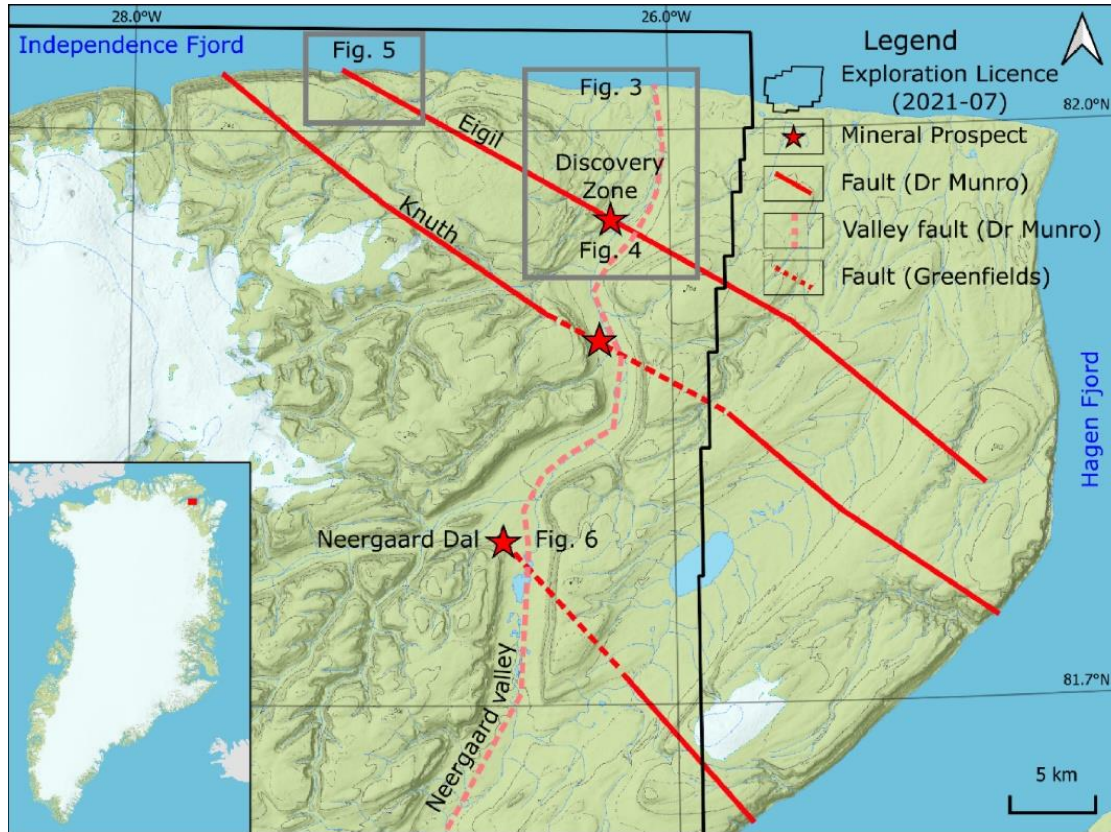 28.0°W
26.0°W
Independence Fjord
Fig. 5
Fig. 3
Eigil
Discovery
Zone
Fig. 4
Knuth
Legend
Exploration Licence
(2021-07)
Mineral Prospect
Fault (Dr Munro)
Valley fault (Dr Munro)
Fault (Greenfields)
82.0°N
Hagen Fjord
Neergaard Dal
Fig. 6
Neergaard valley
81.7°N
5 km